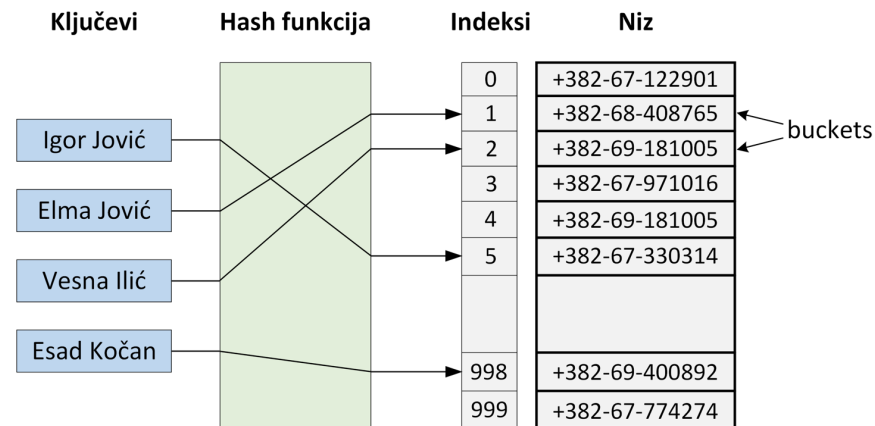 Ključevi Hash funkcija Indeksi Niz
0 +382-67-122901
1 +382-68-408765
buckets
Igor Jović
2 +382-69-181005
3 +382-67-971016
Elma Jović
4 +382-69-181005
5 +382-67-330314
Vesna Ilić
Esad Kočan
998 +382-69-400892
999 +382-67-774274